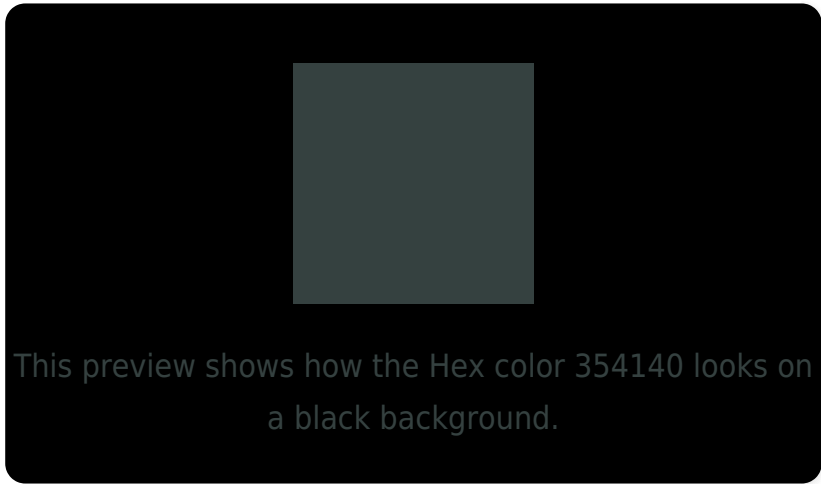 This preview shows how the Hex color 354140 looks on
a black background.